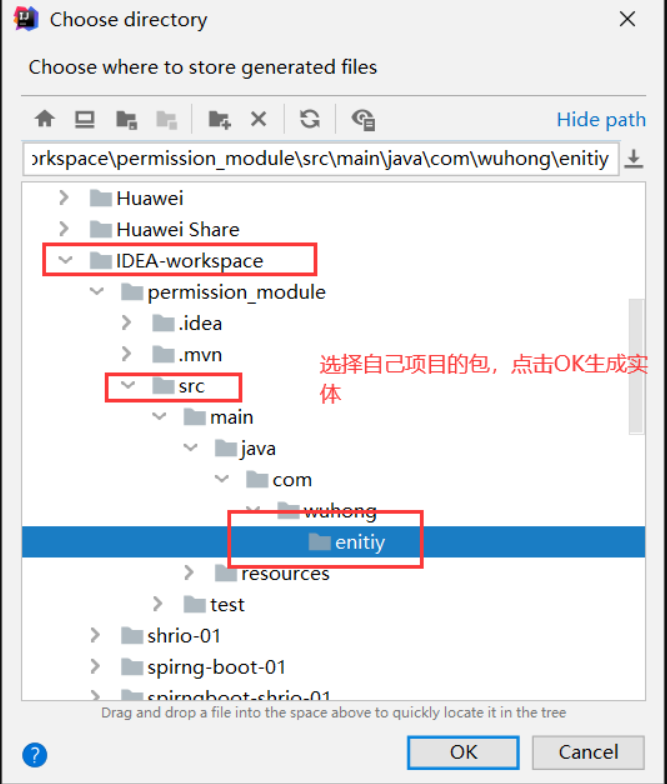 Choose directory
Choose where to store generated files
Hide path
orkspace\permission_module\src\main\java\com\wuhong\enitiy
Huawei
Huawei Share
IDEA-workspace
permission_module
.idea
.mvn
选择自己项目的包，点击OK生成实
体
src
main
java
com
wuhong
enitiy
resources
test
shrio-01
spirng-boot-01
spirngboot-shrio-01
Drag and drop a file into the space above to quickly locate it in the tree
?
OK
Cancel